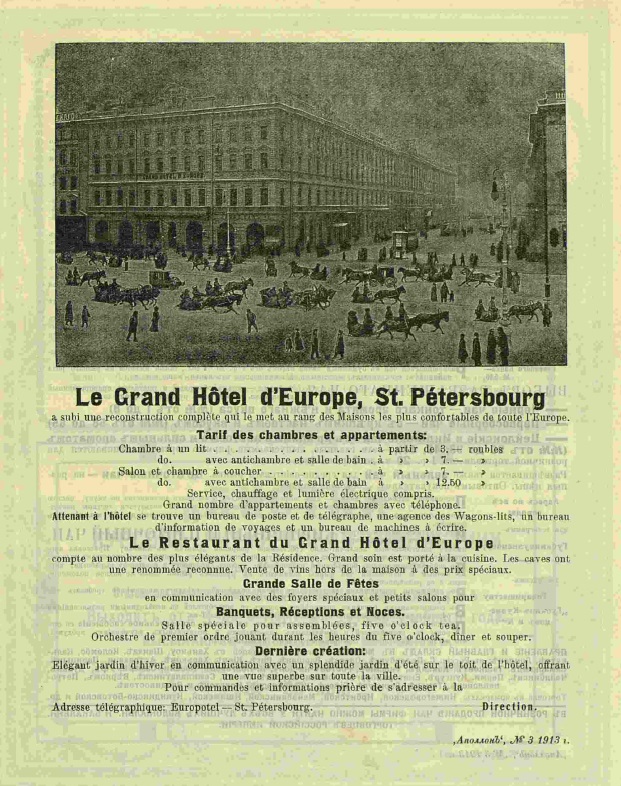 Le Grand Hôtel d'Europe, St. Pétersbourg
a subi une reconstruction complète qui le met au rang des Maisons les plus confortables de toute l'Europe.
Tarif des chambres et appartements:
Chambre à un lit . . . . . . . . . . . . . . . . . à partir de 3.— roubles
do. avec antichambre et salle de bain . à » » 7.— »
Salon et chambre à coucher . . . . . . . . . . . à » » 7.— »
do. avec antichambre et salle de bain à » » 12.50 »
Service, chauffage et lumière électrique compris.
Grand nombre d'appartements et chambres avec téléphone.
Attenant à l'hôtel se trouve un bureau de poste et de télégraphe, une agence des Wagons-lits, un bureau
d'information de voyages et un bureau de machines à écrire.
Le Restaurant du Grand Hôtel d'Europe
compte au nombre des plus élégants de la Résidence. Grand soin est porté à la cuisine. Les caves ont
une renommée reconnue. Vente de vins hors de la maison à des prix spéciaux.
Grande Salle de Fêtes
en communication avec des foyers spéciaux et petits salons pour
Banquets, Réceptions et Noces.
Salle spéciale pour assemblées, five o'clock tea.
Orchestre de premier ordre jouant durant les heures du five o'clock, dîner et souper.
Dernière création:
Elégant jardin d'hiver en communication avec un splendide jardin d'été sur le toit de l'hôtel, offrant
une vue superbe sur toute la ville.
Pour commandes et informations prière de s'adresser à la
Adresse télégraphique: Europotel — St. Pétersbourg. Direction.
„Аполлонъ", № 3 1913 г.